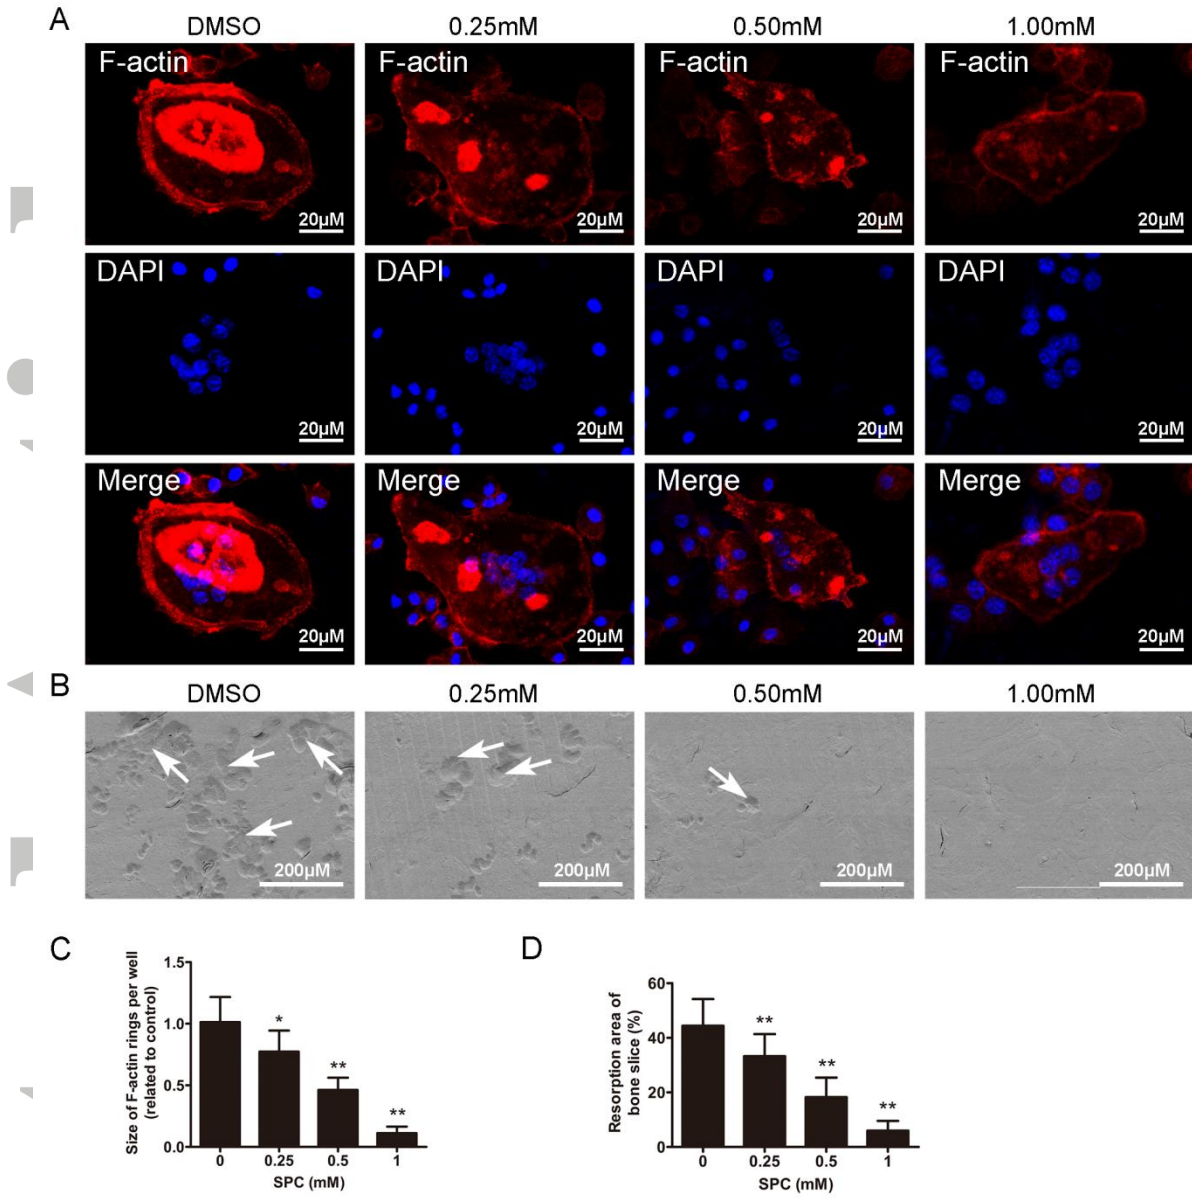 A
DMSO 0.25mM 0.50mM 1.00mM
F-actin F-actin F-actin F-actin
20µM 20µM 20µM 20µM
DAPI DAPI DAPI DAPI
20µM 20µM 20µM 20µM
Merge Merge Merge Merge
20µM 20µM 20µM 20µM
B
DMSO 0.25mM 0.50mM 1.00mM
200µM 200µM 200µM 200µM
C
Size of F-actin rings per well
(related to control)
1.5
1.0
0.5
0.0
* ** **
0 0.25 0.5 1
SPC (mM)
D
Resorption area of
bone slice (%)
60
40
20
0
** ** **
0 0.25 0.5 1
SPC (mM)